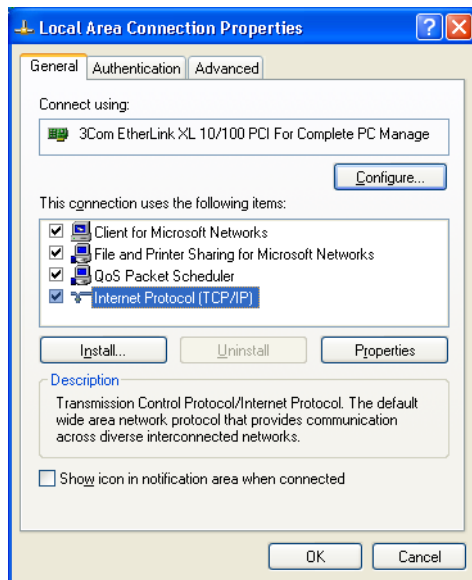 Local Area Connection Properties
General Authentication Advanced
Connect using:
3Com EtherLink XL 10/100 PCI For Complete PC Manage
Configure...
This connection uses the following items:
Client for Microsoft Networks
File and Printer Sharing for Microsoft Networks
QoS Packet Scheduler
Internet Protocol (TCP/IP)
Install... Uninstall Properties
Description
Transmission Control Protocol/Internet Protocol. The default
wide area network protocol that provides communication
across diverse interconnected networks.
Show icon in notification area when connected
OK Cancel